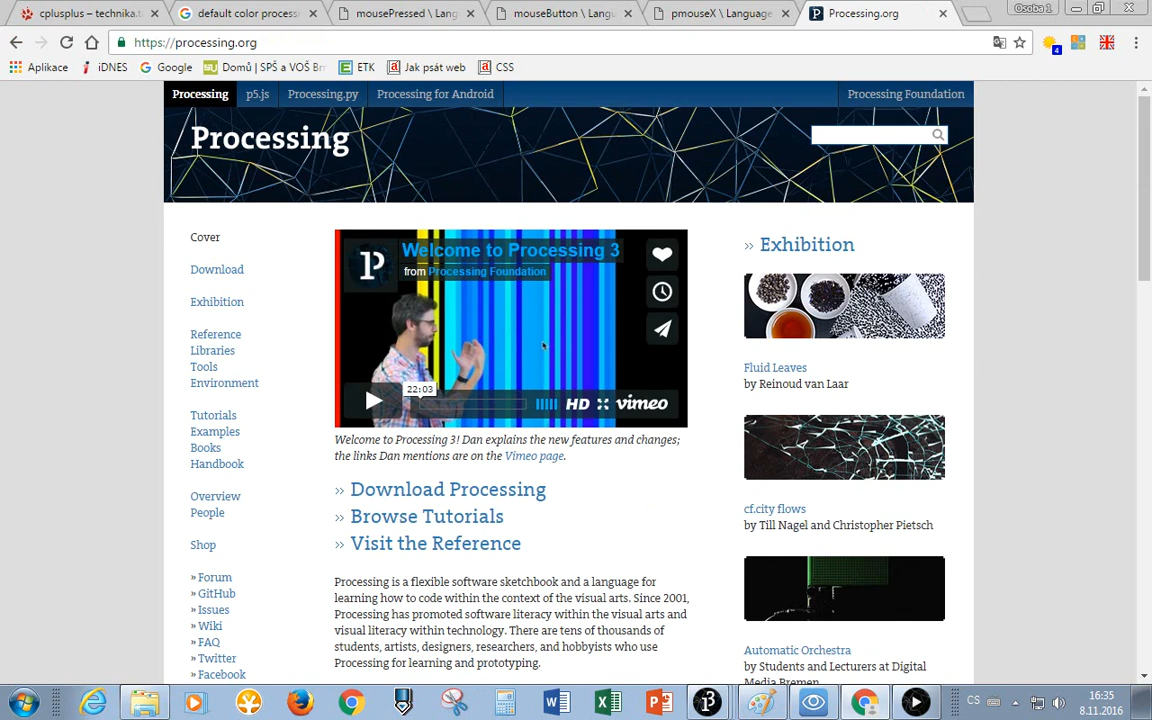 cplusplus – technika.t
default color process
mousePressed \ Lang
mouseButton \ Langu
pmouseX \ Language
Processing.org
Osoba 1
https://processing.org
4
Aplikace
iDNES
Google
Domů | SPŠ a VOŠ Br
ETK
Jak psát web
CSS
Processing
p5.js
Processing.py
Processing for Android
Processing Foundation
Processing
Cover
Download
Exhibition
Reference
Libraries
Tools
Environment
Tutorials
Examples
Books
Handbook
Overview
People
Shop
» Forum
» GitHub
» Issues
» Wiki
» FAQ
» Twitter
» Facebook
Welcome to Processing 3
from Processing Foundation
22:03
HD
vimeo
Welcome to Processing 3! Dan explains the new features and changes;
the links Dan mentions are on the Vimeo page.
» Download Processing
» Browse Tutorials
» Visit the Reference
Processing is a flexible software sketchbook and a language for
learning how to code within the context of the visual arts. Since 2001,
Processing has promoted software literacy within the visual arts and
visual literacy within technology. There are tens of thousands of
students, artists, designers, researchers, and hobbyists who use
Processing for learning and prototyping.
» Exhibition
Fluid Leaves
by Reinoud van Laar
cf.city flows
by Till Nagel and Christopher Pietsch
Automatic Orchestra
by Students and Lecturers at Digital
Media Bremen
CS
16:35
8.11.2016